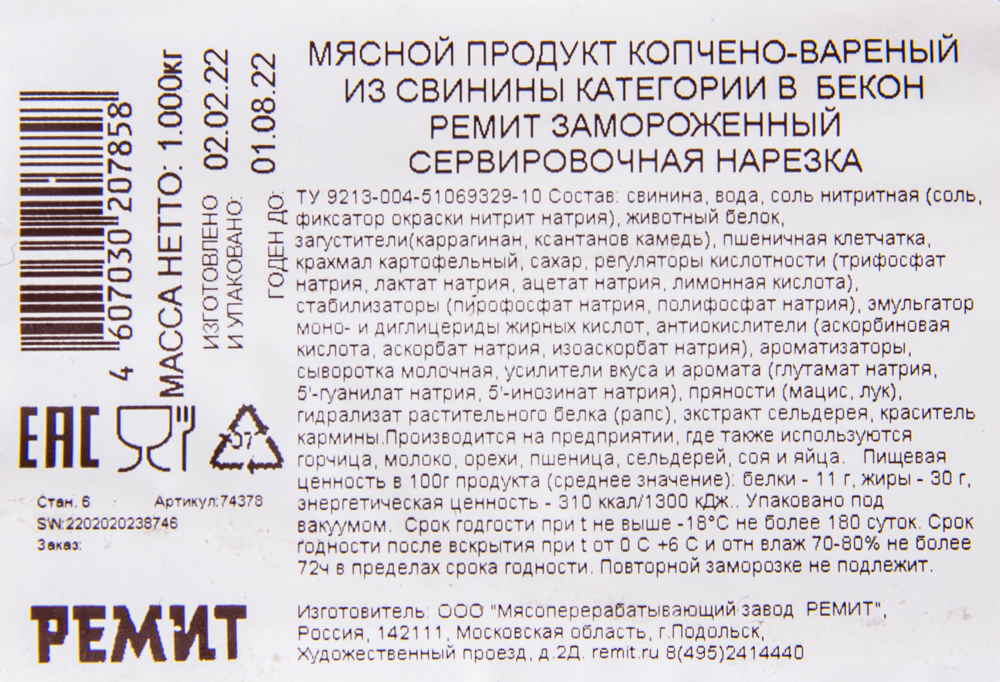 МЯСНОЙ ПРОДУКТ КОПЧЕНО-ВАРЕНЫЙ
ИЗ СВИНИНЫ КАТЕГОРИИ В БЕКОН
РЕМИТ ЗАМОРОЖЕННЫЙ
СЕРВИРОВОЧНАЯ НАРЕЗКА
ТУ 9213-004-51069329-10 Состав: свинина, вода, соль нитритная (соль,
фиксатор окраски нитрит натрия), животный белок,
загустители(каррагинан, ксантанов камедь), пшеничная клетчатка,
крахмал картофельный, сахар, регуляторы кислотности (трифосфат
натрия, лактат натрия, ацетат натрия, лимонная кислота),
стабилизаторы (пирофосфат натрия, полифосфат натрия), эмульгатор
моно- и диглицериды жирных кислот, антиокислители (аскорбиновая
кислота, аскорбат натрия, изоаскорбат натрия), ароматизаторы,
сыворотка молочная, усилители вкуса и аромата (глутамат натрия,
5'-гуанилат натрия, 5'-инозинат натрия), пряности (мацис, лук),
гидрализат растительного белка (рапс), экстракт сельдерея, краситель
кармины.Производится на предприятии, где также используются
горчица, молоко, орехи, пшеница, сельдерей, соя и яйца. Пищевая
ценность в 100г продукта (среднее значение): белки - 11 г, жиры - 30 г,
энергетическая ценность - 310 ккал/1300 кДж.. Упаковано под
вакуумом. Срок годгости при t не выше -18°С не более 180 суток. Срок
годности после вскрытия при t от 0 С +6 С и отн влаж 70-80% не более
72ч в пределах срока годности. Повторной заморозке не подлежит.
Изготовитель: ООО "Мясоперерабатывающий завод РЕМИТ",
Россия, 142111, Московская область, г.Подольск,
Художественный проезд, д.2Д. remit.ru 8(495)2414440
4 607030 207858
МАССА НЕТТО: 1.000кг
ИЗГОТОВЛЕНО
И УПАКОВАНО:
02.02.22
ГОДЕН ДО:
01.08.22
ЕАС
07
Стан. 6 Артикул:74378
SN:2202020238746
Заказ:
РЕМИТ